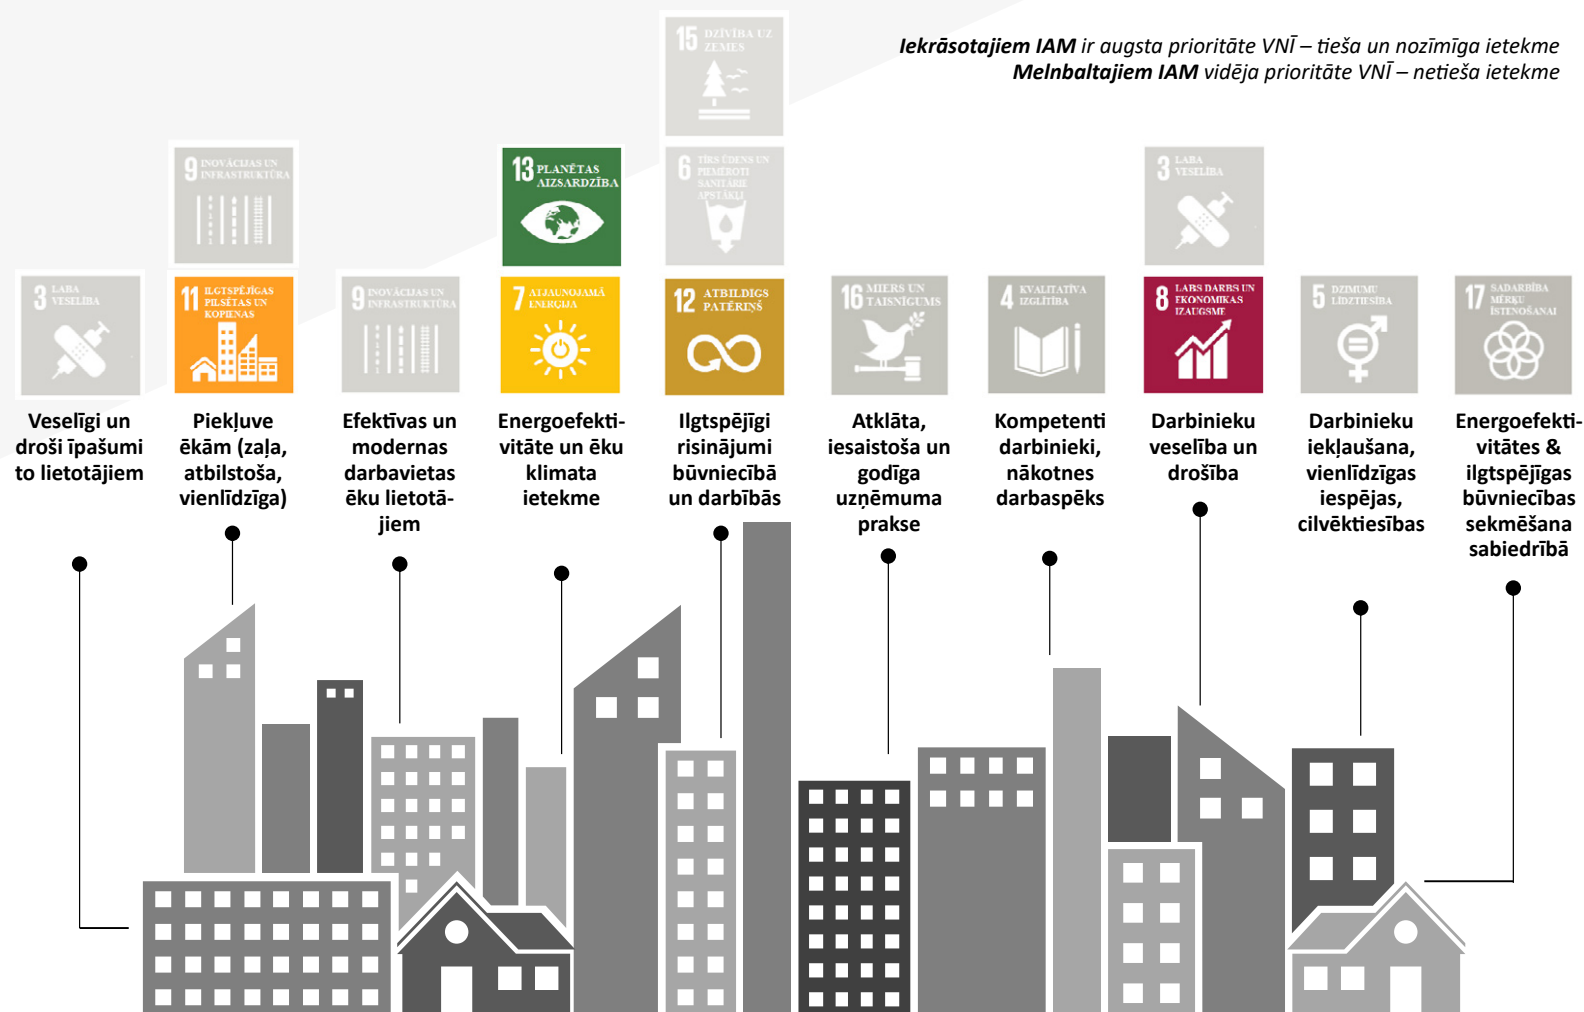 Iekrāsotajiem IAM ir augsta prioritāte VNĪ – tieša un nozīmīga ietekme
Melnbaltajiem IAM vidēja prioritāte VNĪ – netieša ietekme
15 DZĪVĪBA UZ
ZEMES
9 INOVĀCIJAS UN
INFRASTRUKTŪRA
13 PLANĒTAS
AIZSARDZĪBA
6 TĪRS ŪDENS UN
PIEMĒROTI
SANITĀRIE
APSTĀKĻI
3 LABA
VESELĪBA
3 LABA
VESELĪBA
11 ILGTSPĒJĪGAS
PILSĒTAS UN
KOPIENAS
9 INOVĀCIJAS UN
INFRASTRUKTŪRA
7 ATJAUNOJAMĀ
ENERĢIJA
12 ATBILDIGS
PATĒRIŅŠ
16 MIERS UN
TAISNĪGUMS
4 KVALITATĪVA
IZGLĪTĪBA
8 LABS DARBS UN
EKONOMIKAS
IZAUGSME
5 DZIMUMU
LĪDZTIESĪBA
17 SADARBĪBA
MĒRĶU
ĪSTENOŠANAI
Veselīgi un
droši īpašumi
to lietotājiem
Piekļuve
ēkām (zaļa,
atbilstoša,
vienlīdzīga)
Efektīvas un
modernas
darbavietas
ēku lietotā-
jiem
Energoefekti-
vitāte un ēku
klimata
ietekme
Ilgtspējīgi
risinājumi
būvniecībā
un darbībās
Atklāta,
iesaistoša un
godīga
uzņēmuma
prakse
Kompetenti
darbinieki,
nākotnes
darbaspēks
Darbinieku
veselība un
drošība
Darbinieku
iekļaušana,
vienlīdzīgas
iespējas,
cilvēktiesības
Energoefekti-
vitātes &
ilgtspējīgas
būvniecības
sekmēšana
sabiedrībā